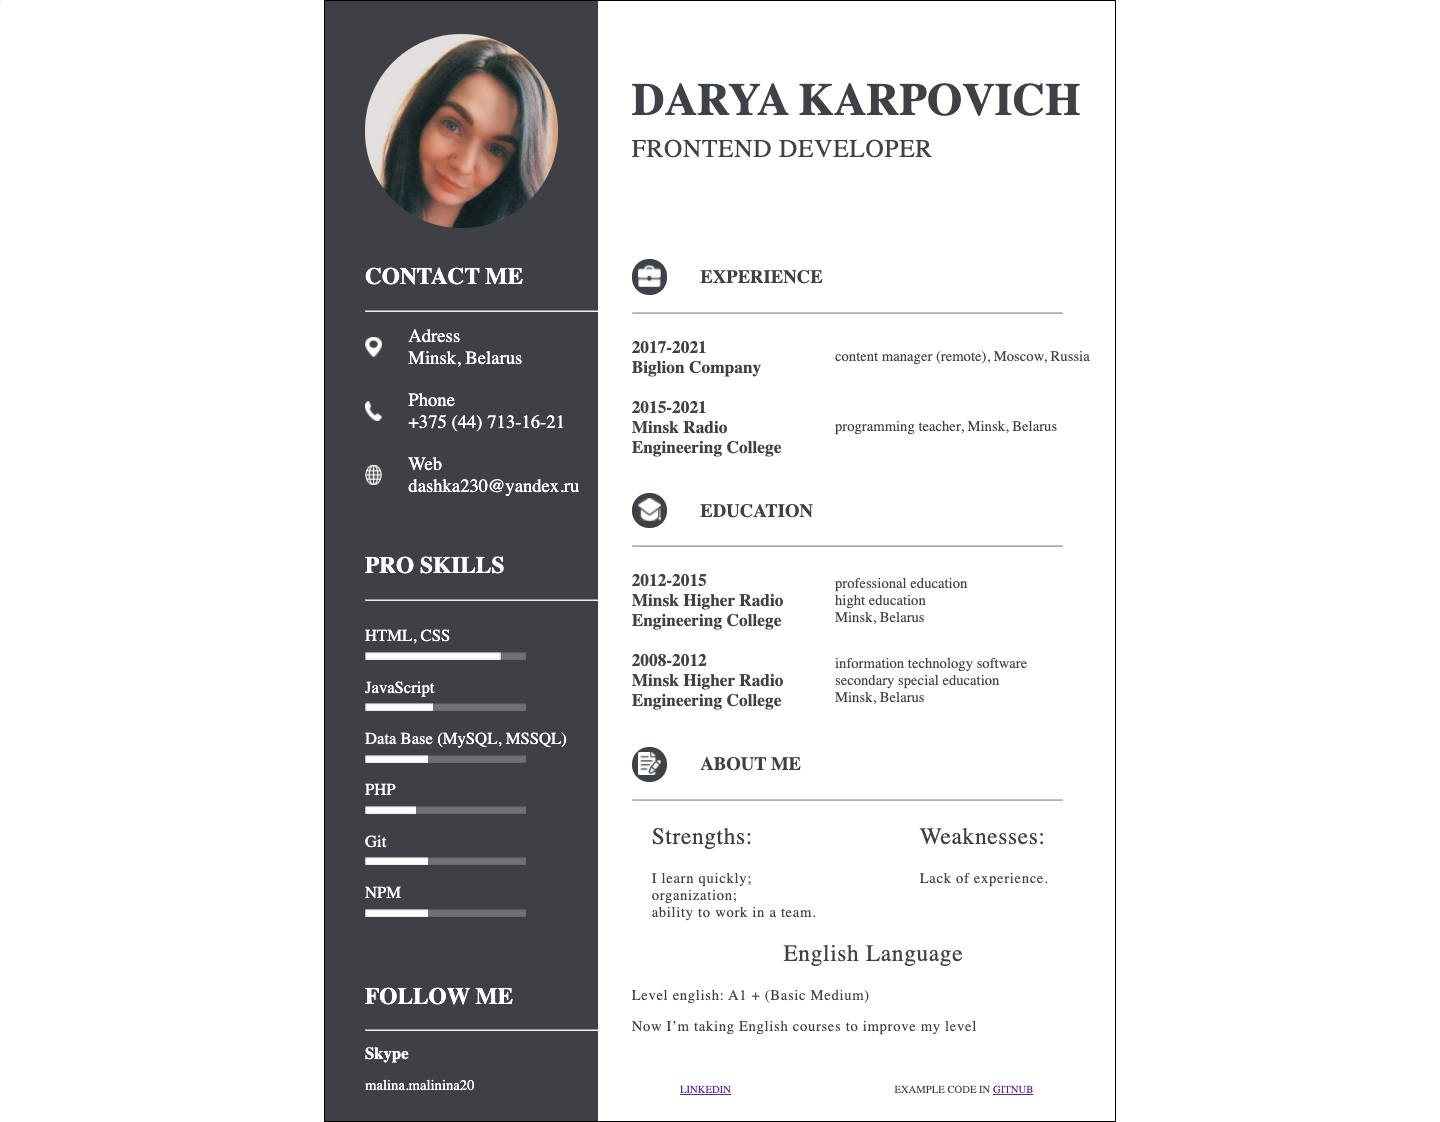 DARYA KARPOVICH
FRONTEND DEVELOPER
CONTACT ME
Adress
Minsk, Belarus
Phone
+375 (44) 713-16-21
Web
dashka230@yandex.ru
PRO SKILLS
HTML, CSS
JavaScript
Data Base (MySQL, MSSQL)
PHP
Git
NPM
FOLLOW ME
Skype
malina.malinina20
EXPERIENCE
2017-2021
Biglion Company
content manager (remote), Moscow, Russia
2015-2021
Minsk Radio
Engineering College
programming teacher, Minsk, Belarus
EDUCATION
2012-2015
Minsk Higher Radio
Engineering College
professional education
hight education
Minsk, Belarus
2008-2012
Minsk Higher Radio
Engineering College
information technology software
secondary special education
Minsk, Belarus
ABOUT ME
Strengths:
I learn quickly;
organization;
ability to work in a team.
Weaknesses:
Lack of experience.
English Language
Level english: A1 + (Basic Medium)
Now I’m taking English courses to improve my level
LINKEDIN
EXAMPLE CODE IN GITNUB